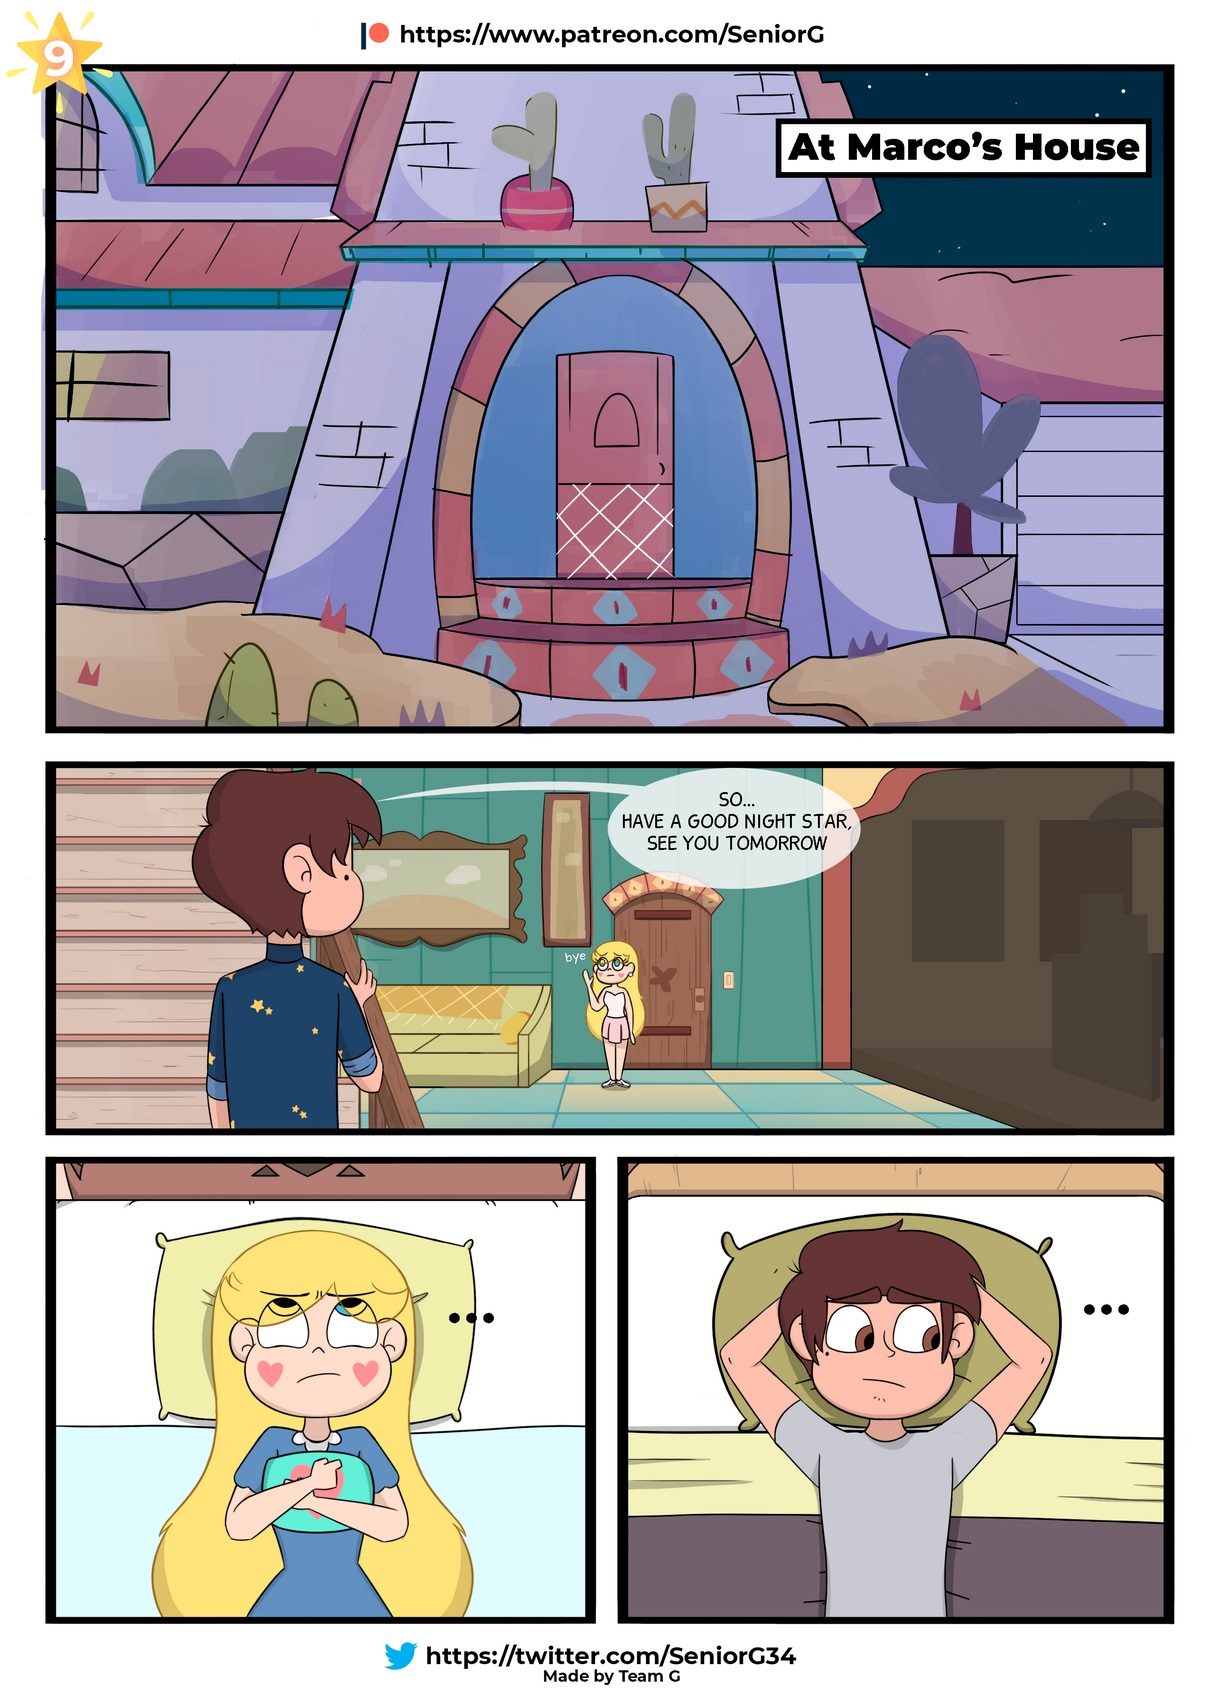 9
https://www.patreon.com/SeniorG
At Marco's House
SO...
HAVE A GOOD NIGHT STAR,
SEE YOU TOMORROW
bye
...
...
https://twitter.com/SeniorG34
Made by Team G